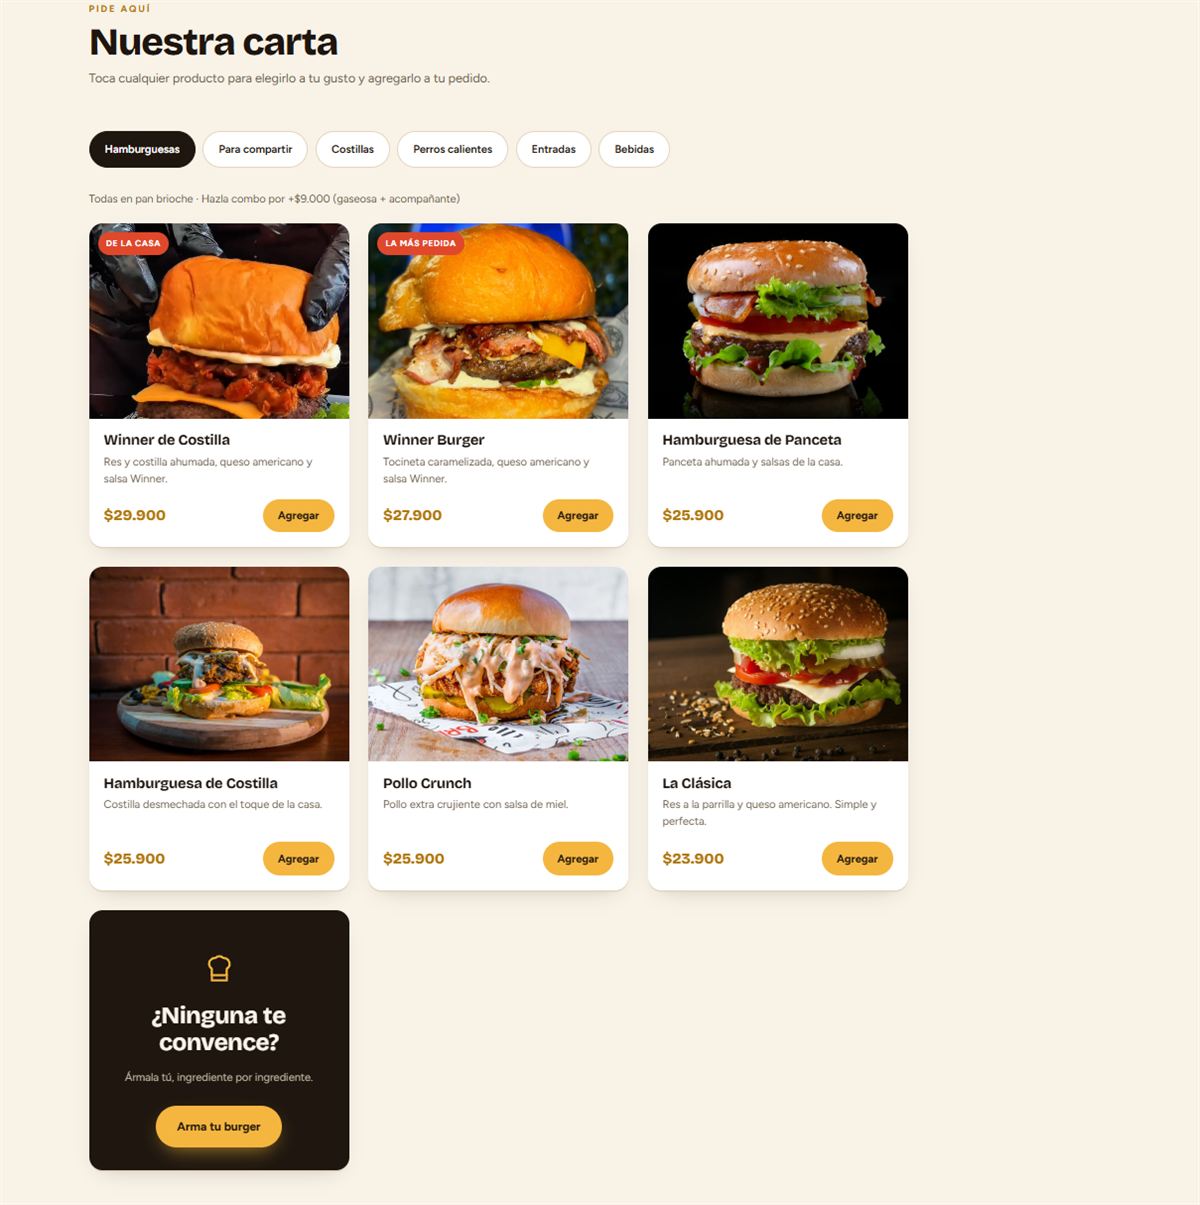 PIDE AQUÍ
Nuestra carta
Toca cualquier producto para elegirlo a tu gusto y agregarlo a tu pedido.
Hamburguesas
Para compartir
Costillas
Perros calientes
Entradas
Bebidas
Todas en pan brioche · Hazla combo por +$9.000 (gaseosa + acompañante)
DE LA CASA
Winner de Costilla
Res y costilla ahumada, queso americano y
salsa Winner.
$29.900
Agregar
LA MÁS PEDIDA
Winner Burger
Tocineta caramelizada, queso americano y
salsa Winner.
$27.900
Agregar
Hamburguesa de Panceta
Panceta ahumada y salsas de la casa.
$25.900
Agregar
Hamburguesa de Costilla
Costilla desmechada con el toque de la casa.
$25.900
Agregar
Pollo Crunch
Pollo extra crujiente con salsa de miel.
$25.900
Agregar
La Clásica
Res a la parrilla y queso americano. Simple y
perfecta.
$23.900
Agregar
¿Ninguna te
convence?
Ármala tú, ingrediente por ingrediente.
Arma tu burger